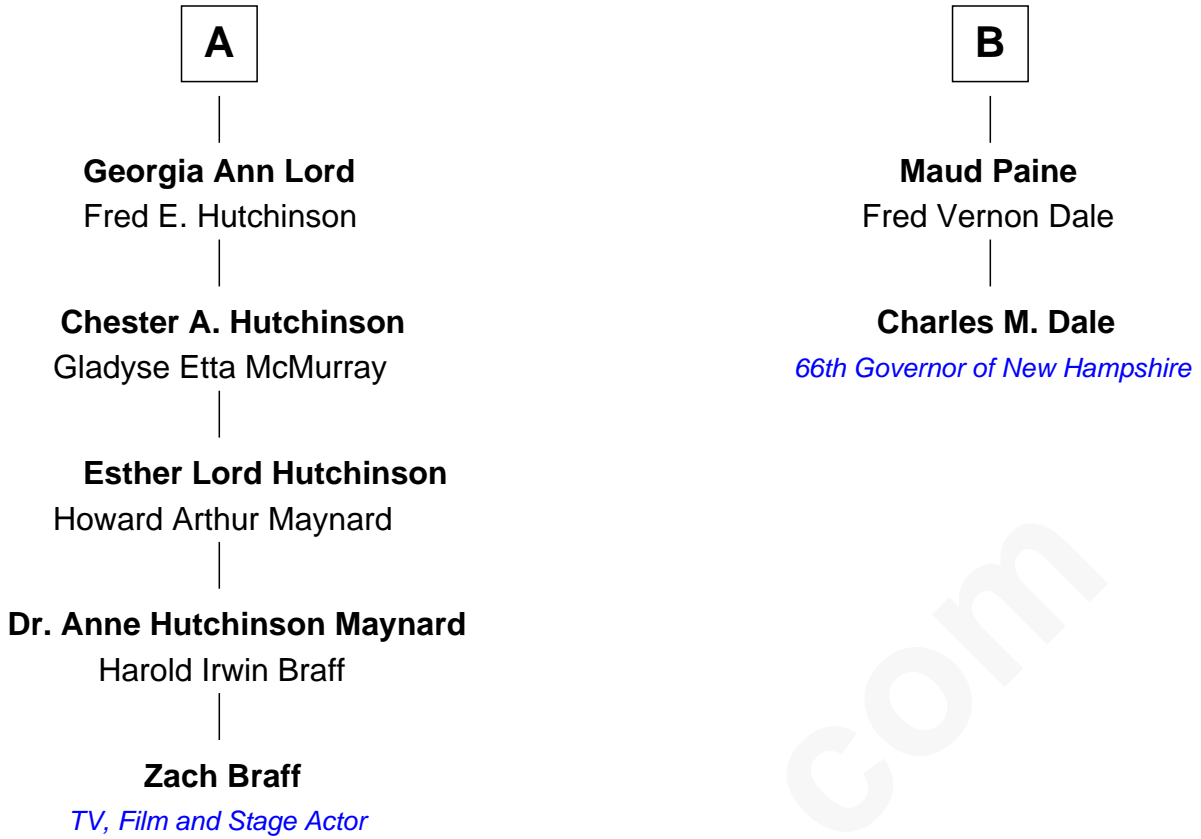 A
Georgia Ann Lord
Fred E. Hutchinson
Chester A. Hutchinson
Gladyse Etta McMurray
Esther Lord Hutchinson
Howard Arthur Maynard
Dr. Anne Hutchinson Maynard
Harold Irwin Braff
Zach Braff
TV, Film and Stage Actor
B
Maud Paine
Fred Vernon Dale
Charles M. Dale
66th Governor of New Hampshire
com